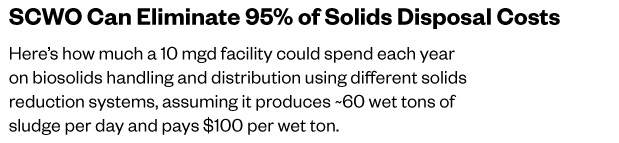 SCWO Can Eliminate 95% of Solids Disposal Costs
Here’s how much a 10 mgd facility could spend each year
on biosolids handling and distribution using different solids
reduction systems, assuming it produces ~60 wet tons of
sludge per day and pays $100 per wet ton.